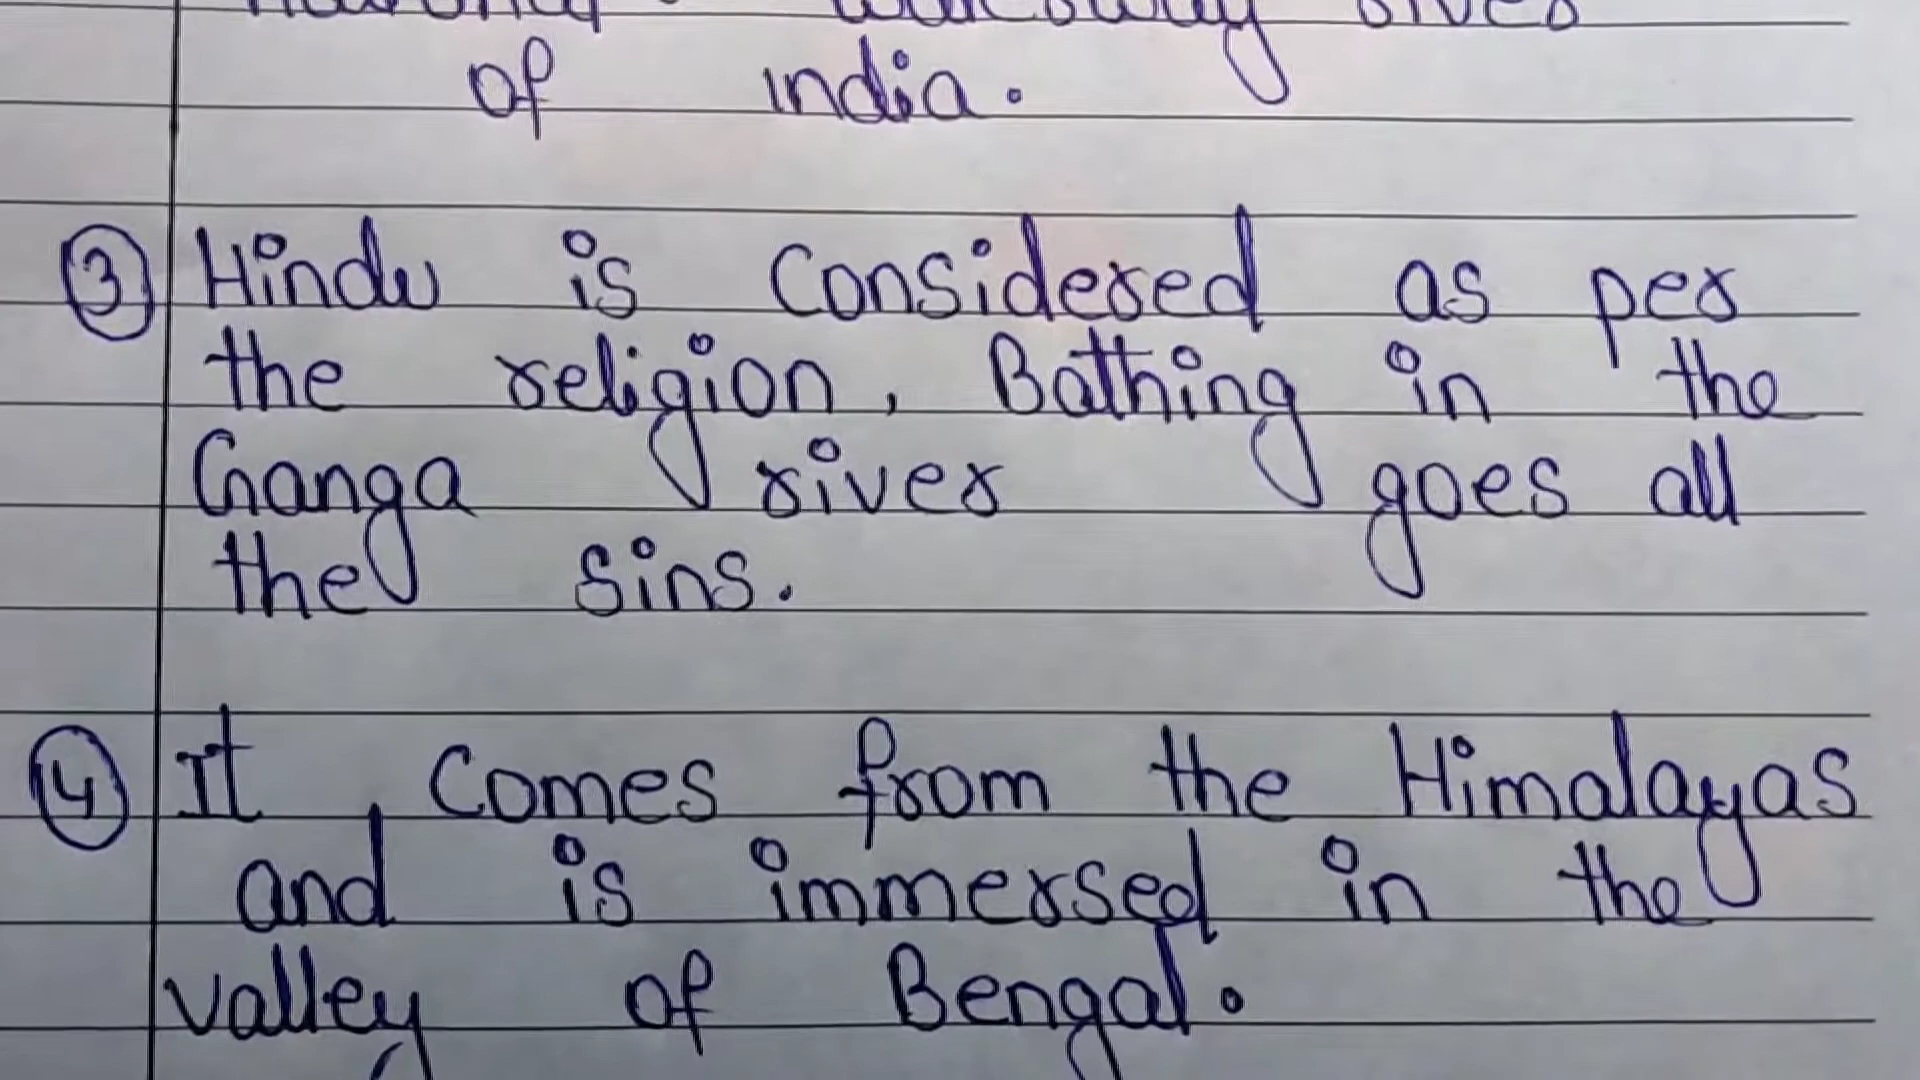 of india.
③ Hindu is Considered as per
the religion, Bathing in the
Ganga river goes all
the sins.
④ It, Comes from the Himalayas
and is immersed in the
valley of Bengal.